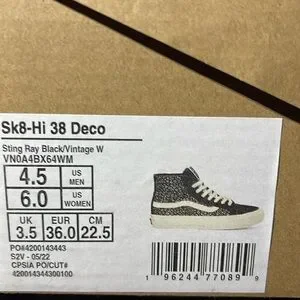 Sk8-Hi 38 Deco
Sting Ray Black/Vintage W
VN0A4BX64WM
4.5 US MEN
6.0 US WOMEN
UK EUR CM
3.5 36.0 22.5
PO#4200143443
S2V - 05/22
CPSIA PO/CUT#
420014344300100
1 96244 77089 9